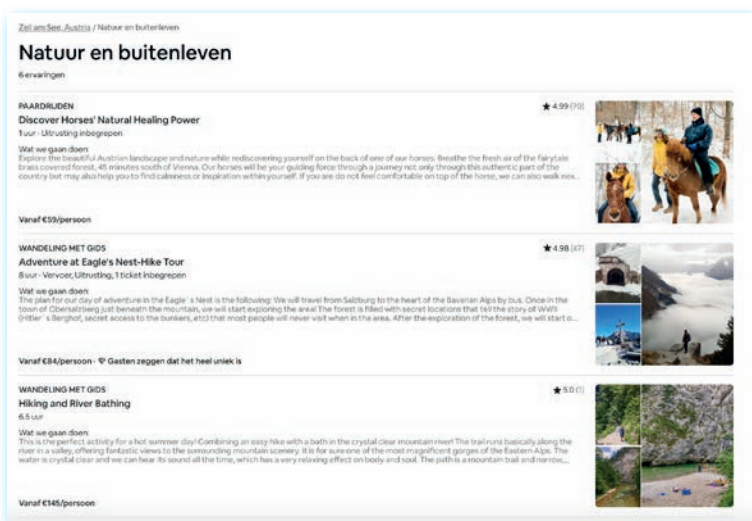 Zell am See, Austria / Natuur en buitenleven
Natuur en buitenleven
6 ervaringen
PAARDRIJDEN
★ 4.99 (70)
Discover Horses' Natural Healing Power
1 uur · Uitrusting inbegrepen
Wat we gaan doen:
Explore the beautiful Austrian landscape and nature while rediscovering yourself on the back of one of our horses. Breathe the fresh air of the fairytale
brass covered forest, 45 minutes south of Vienna. Our horses will be your guiding force through a journey not only through this authentic part of the
country but may also help you to find calmness or inspiration within yourself. If you are do not feel comfortable on top of the horse, we can also walk nex...
Vanaf €59/persoon
WANDELING MET GIDS
★ 4.98 (47)
Adventure at Eagle's Nest-Hike Tour
8 uur · Vervoer, Uitrusting, 1 ticket inbegrepen
Wat we gaan doen:
The plan for our day of adventure in the Eagle´s Nest is the following: We will travel from Salzburg to the heart of the Bavarian Alps by bus. Once in the
town of Obersalzberg just beneath the mountain, we will start exploring the area! The forest is filled with secret locations that tell the story of WWII
(Hitler´s Berghof, secret access to the bunkers, etc) that most people will never visit when in the area. After the exploration of the forest, we will start o...
Vanaf €84/persoon · Gasten zeggen dat het heel uniek is
WANDELING MET GIDS
★ 5.0 (1)
Hiking and River Bathing
6.5 uur
Wat we gaan doen:
This is the perfect activity for a hot summer day! Combining an easy hike with a bath in the crystal clear mountain river! The trail runs basically along the
river in a valley, offering fantastic views to the surrounding mountain scenery. It is for sure one of the most magnificent gorges of the Eastern Alps. The
water is crystal clear and we can hear its sound all the time, which has a very relaxing effect on body and soul. The path is a mountain trail and narrow,...
Vanaf €145/persoon